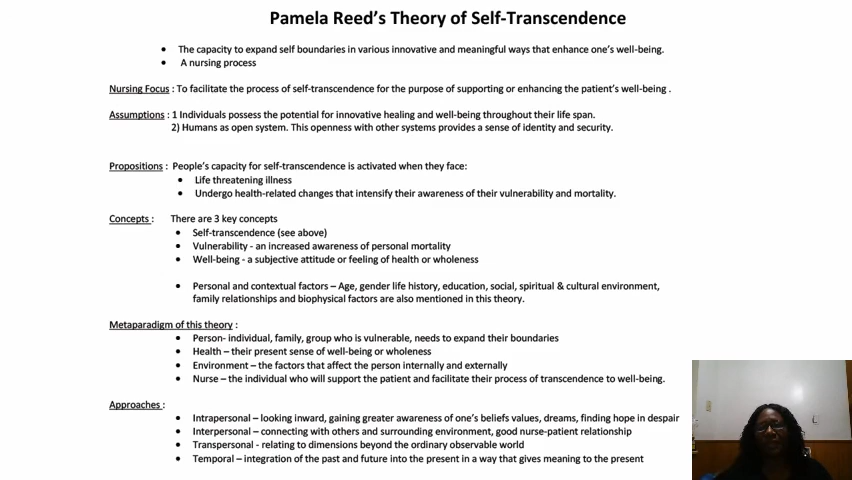 Pamela Reed's Theory of Self-Transcendence
• The capacity to expand self boundaries in various innovative and meaningful ways that enhance one's well-being.
• A nursing process
Nursing Focus : To facilitate the process of self-transcendence for the purpose of supporting or enhancing the patient's well-being .
Assumptions : 1 Individuals possess the potential for innovative healing and well-being throughout their life span.
2) Humans as open system. This openness with other systems provides a sense of identity and security.
Propositions : People's capacity for self-transcendence is activated when they face:
• Life threatening illness
• Undergo health-related changes that intensify their awareness of their vulnerability and mortality.
Concepts : There are 3 key concepts
• Self-transcendence (see above)
• Vulnerability - an increased awareness of personal mortality
• Well-being - a subjective attitude or feeling of health or wholeness
• Personal and contextual factors – Age, gender life history, education, social, spiritual & cultural environment,
family relationships and biophysical factors are also mentioned in this theory.
Metaparadigm of this theory :
• Person- individual, family, group who is vulnerable, needs to expand their boundaries
• Health – their present sense of well-being or wholeness
• Environment – the factors that affect the person internally and externally
• Nurse – the individual who will support the patient and facilitate their process of transcendence to well-being.
Approaches :
• Intrapersonal – looking inward, gaining greater awareness of one's beliefs values, dreams, finding hope in despair
• Interpersonal – connecting with others and surrounding environment, good nurse-patient relationship
• Transpersonal - relating to dimensions beyond the ordinary observable world
• Temporal – integration of the past and future into the present in a way that gives meaning to the present